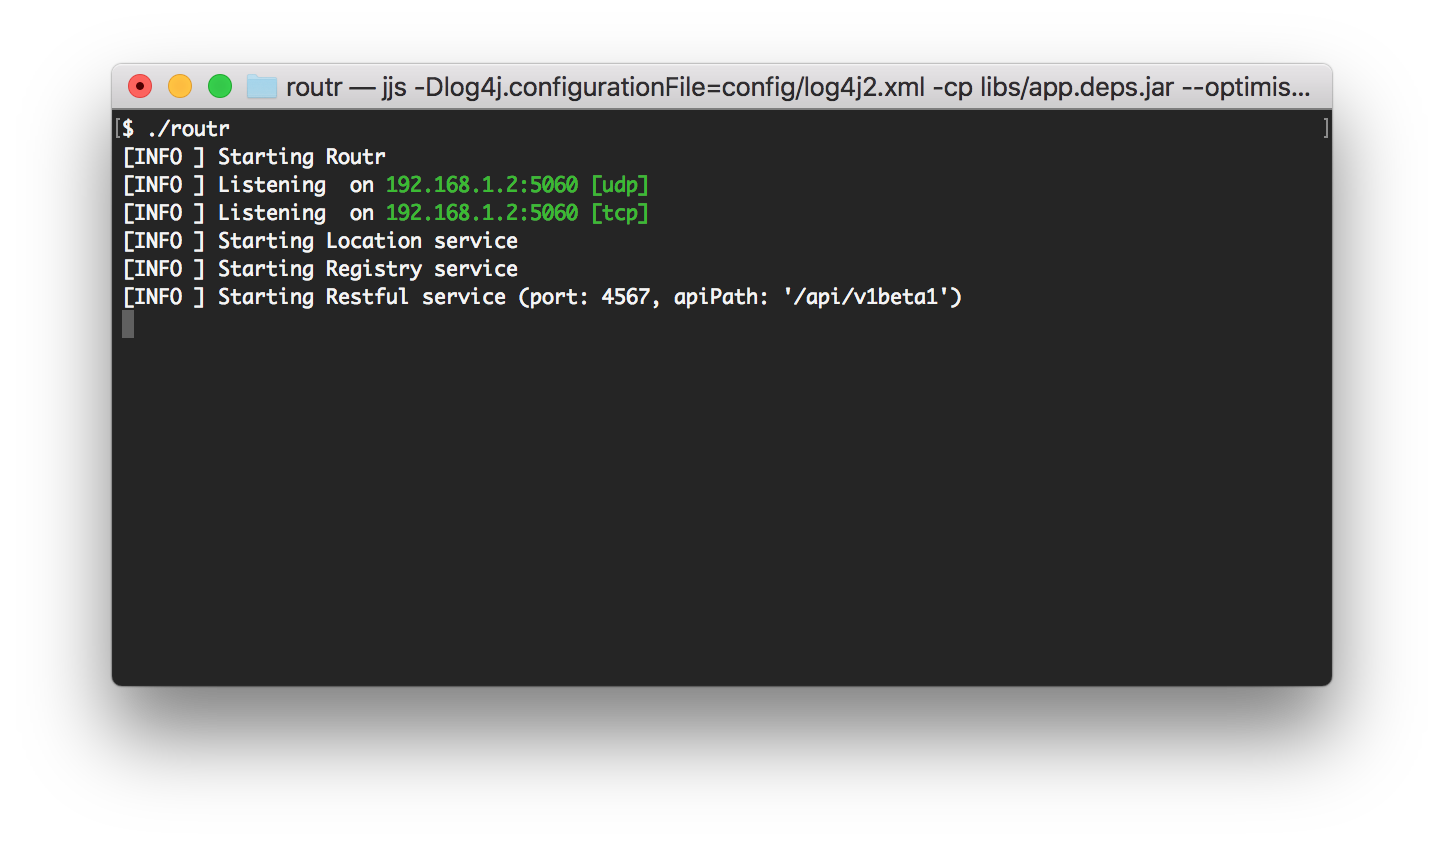 routr — jjs -Dlog4j.configurationFile=config/log4j2.xml -cp libs/app.deps.jar --optimis...
[$ ./routr ]
[INFO ] Starting Routr
[INFO ] Listening  on 192.168.1.2:5060 [udp]
[INFO ] Listening  on 192.168.1.2:5060 [tcp]
[INFO ] Starting Location service
[INFO ] Starting Registry service
[INFO ] Starting Restful service (port: 4567, apiPath: '/api/v1beta1')